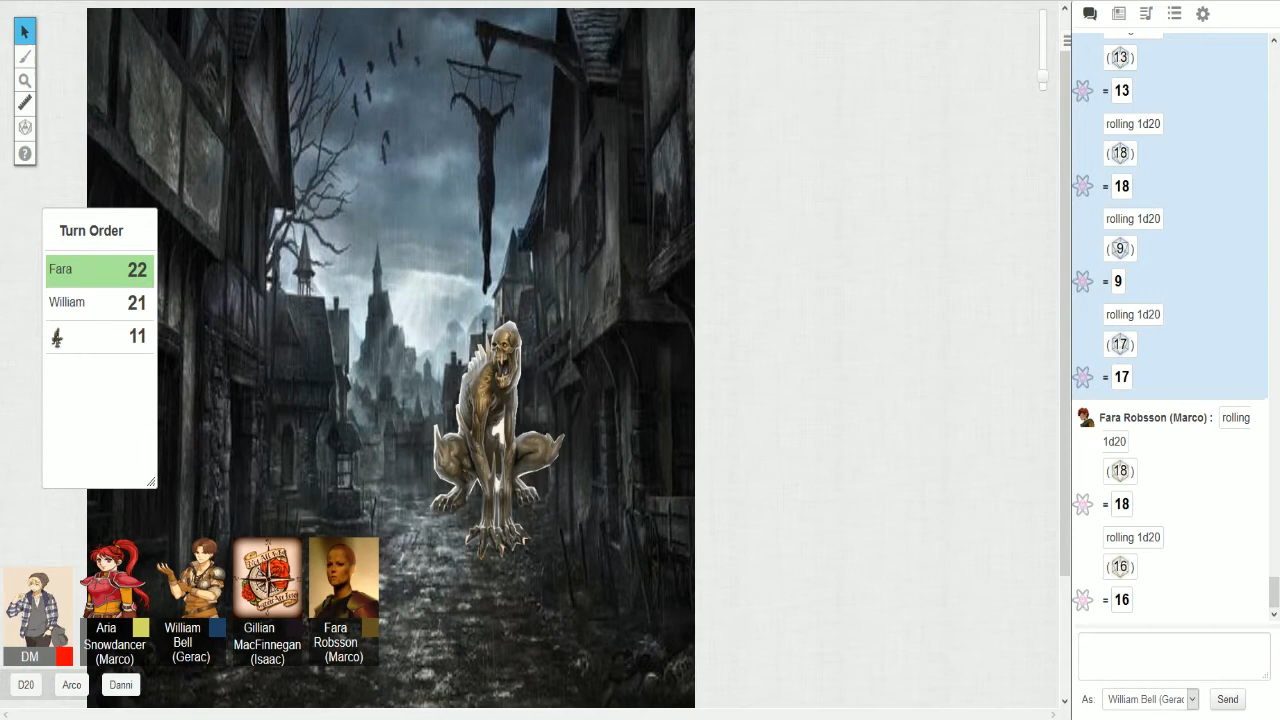 Turn Order
Fara 22
William 21
11
DM
Aria
Snowdancer
(Marco)
William
Bell
(Gerac)
Gillian
MacFinnegan
(Isaac)
Fara
Robsson
(Marco)
D20
Arco
Danni
(13)
= 13
rolling 1d20
(18)
= 18
rolling 1d20
(9)
= 9
rolling 1d20
(17)
= 17
Fara Robsson (Marco) : rolling
1d20
(18)
= 18
rolling 1d20
(16)
= 16
As: William Bell (Gerac
Send